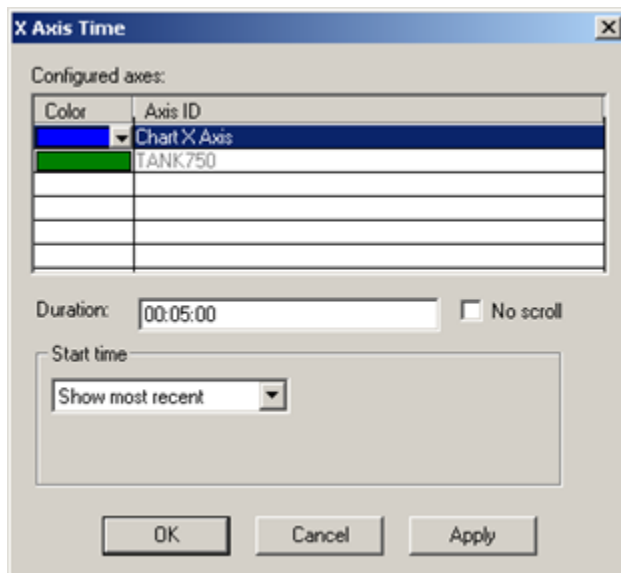 X Axis Time
Configured axes:
Color Axis ID
Chart X Axis
TANK750
Duration: 00:05:00 No scroll
Start time
Show most recent
OK Cancel Apply